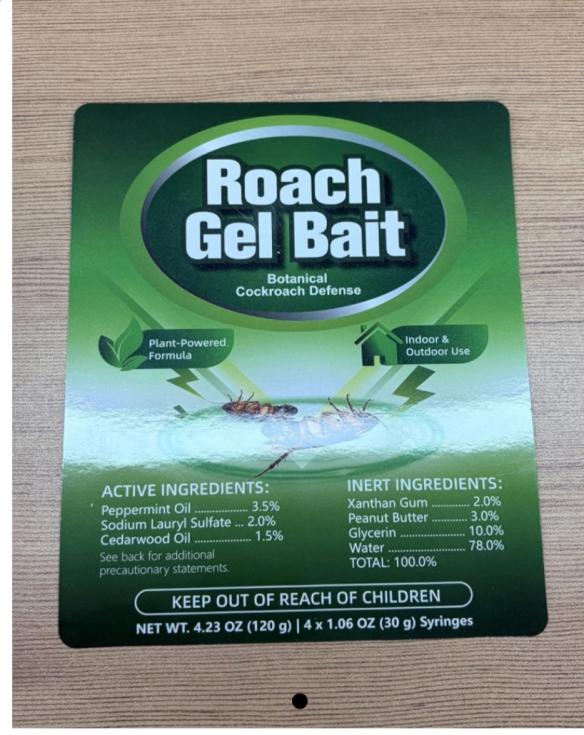 Roach
Gel Bait
Botanical
Cockroach Defense
Plant-Powered
Formula
Indoor &
Outdoor Use
ACTIVE INGREDIENTS:
Peppermint Oil .................. 3.5%
Sodium Lauryl Sulfate ... 2.0%
Cedarwood Oil ................... 1.5%
See back for additional
precautionary statements.
INERT INGREDIENTS:
Xanthan Gum ............ 2.0%
Peanut Butter ........... 3.0%
Glycerin ..................... 10.0%
Water .......................... 78.0%
TOTAL: 100.0%
KEEP OUT OF REACH OF CHILDREN
NET WT. 4.23 OZ (120 g) | 4 x 1.06 OZ (30 g) Syringes